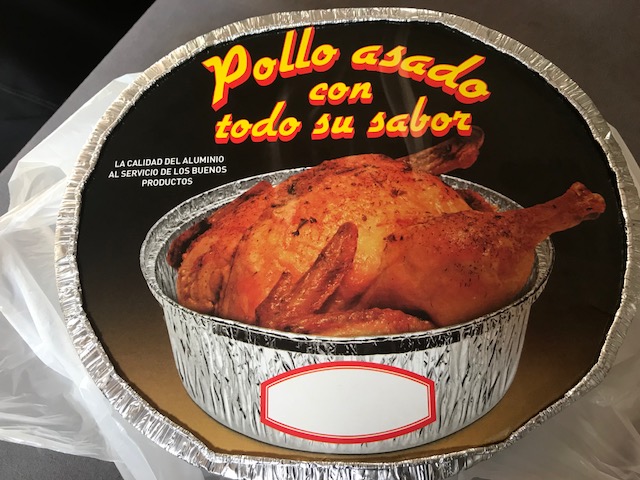 Pollo asado
con
todo su sabor
LA CALIDAD DEL ALUMINIO
AL SERVICIO DE LOS BUENOS
PRODUCTOS